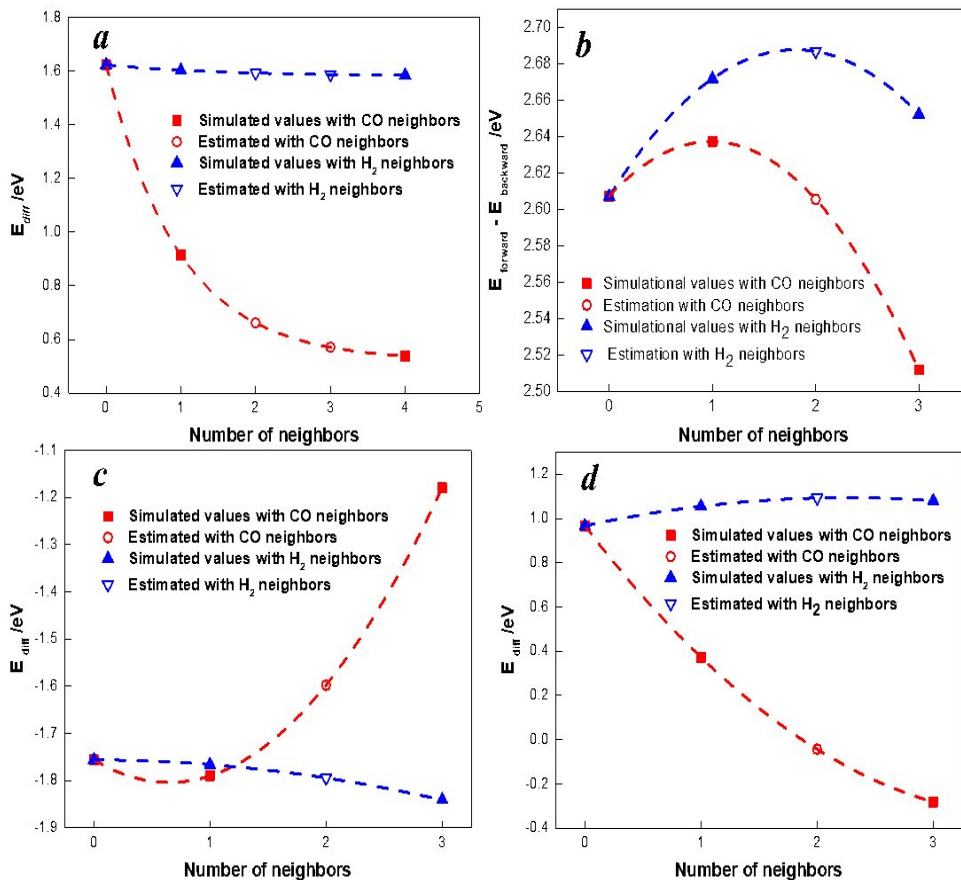 a
1.8
1.6
1.4
1.2
1.0
0.8
0.6
0.4
E_diff /eV
Simulated values with CO neighbors
Estimated with CO neighbors
Simulated values with H₂ neighbors
Estimated with H₂ neighbors
0 1 2 3 4 5
Number of neighbors
b
2.70
2.68
2.66
2.64
2.62
2.60
2.58
2.56
2.54
2.52
2.50
E_forward - E_backward /eV
Simulational values with CO neighbors
Estimation with CO neighbors
Simulational values with H₂ neighbors
Estimation with H₂ neighbors
0 1 2 3
Number of neighbors
c
-1.1
-1.2
-1.3
-1.4
-1.5
-1.6
-1.7
-1.8
-1.9
E_diff /eV
Simulated values with CO neighbors
Estimated with CO neighbors
Simulated values with H₂ neighbors
Estimated with H₂ neighbors
0 1 2 3
Number of neighbors
d
1.2
1.0
0.8
0.6
0.4
0.2
0.0
-0.2
-0.4
E_diff /eV
Simulated values with CO neighbors
Estimated with CO neighbors
Simulated values with H₂ neighbors
Estimated with H₂ neighbors
0 1 2 3
Number of neighbors